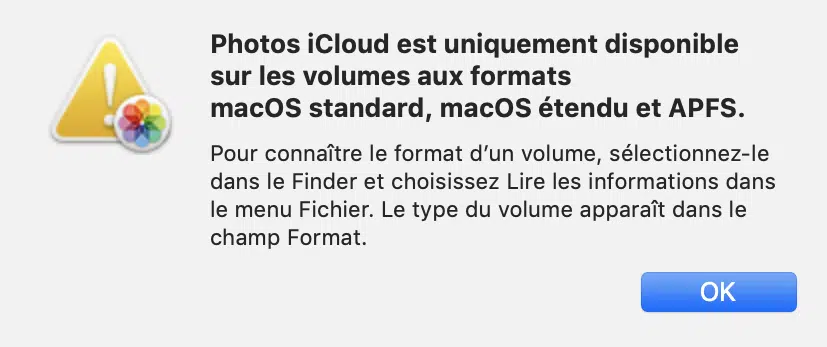 Photos iCloud est uniquement disponible
sur les volumes aux formats
macOS standard, macOS étendu et APFS.
Pour connaître le format d’un volume, sélectionnez-le
dans le Finder et choisissez Lire les informations dans
le menu Fichier. Le type du volume apparaît dans le
champ Format.
OK